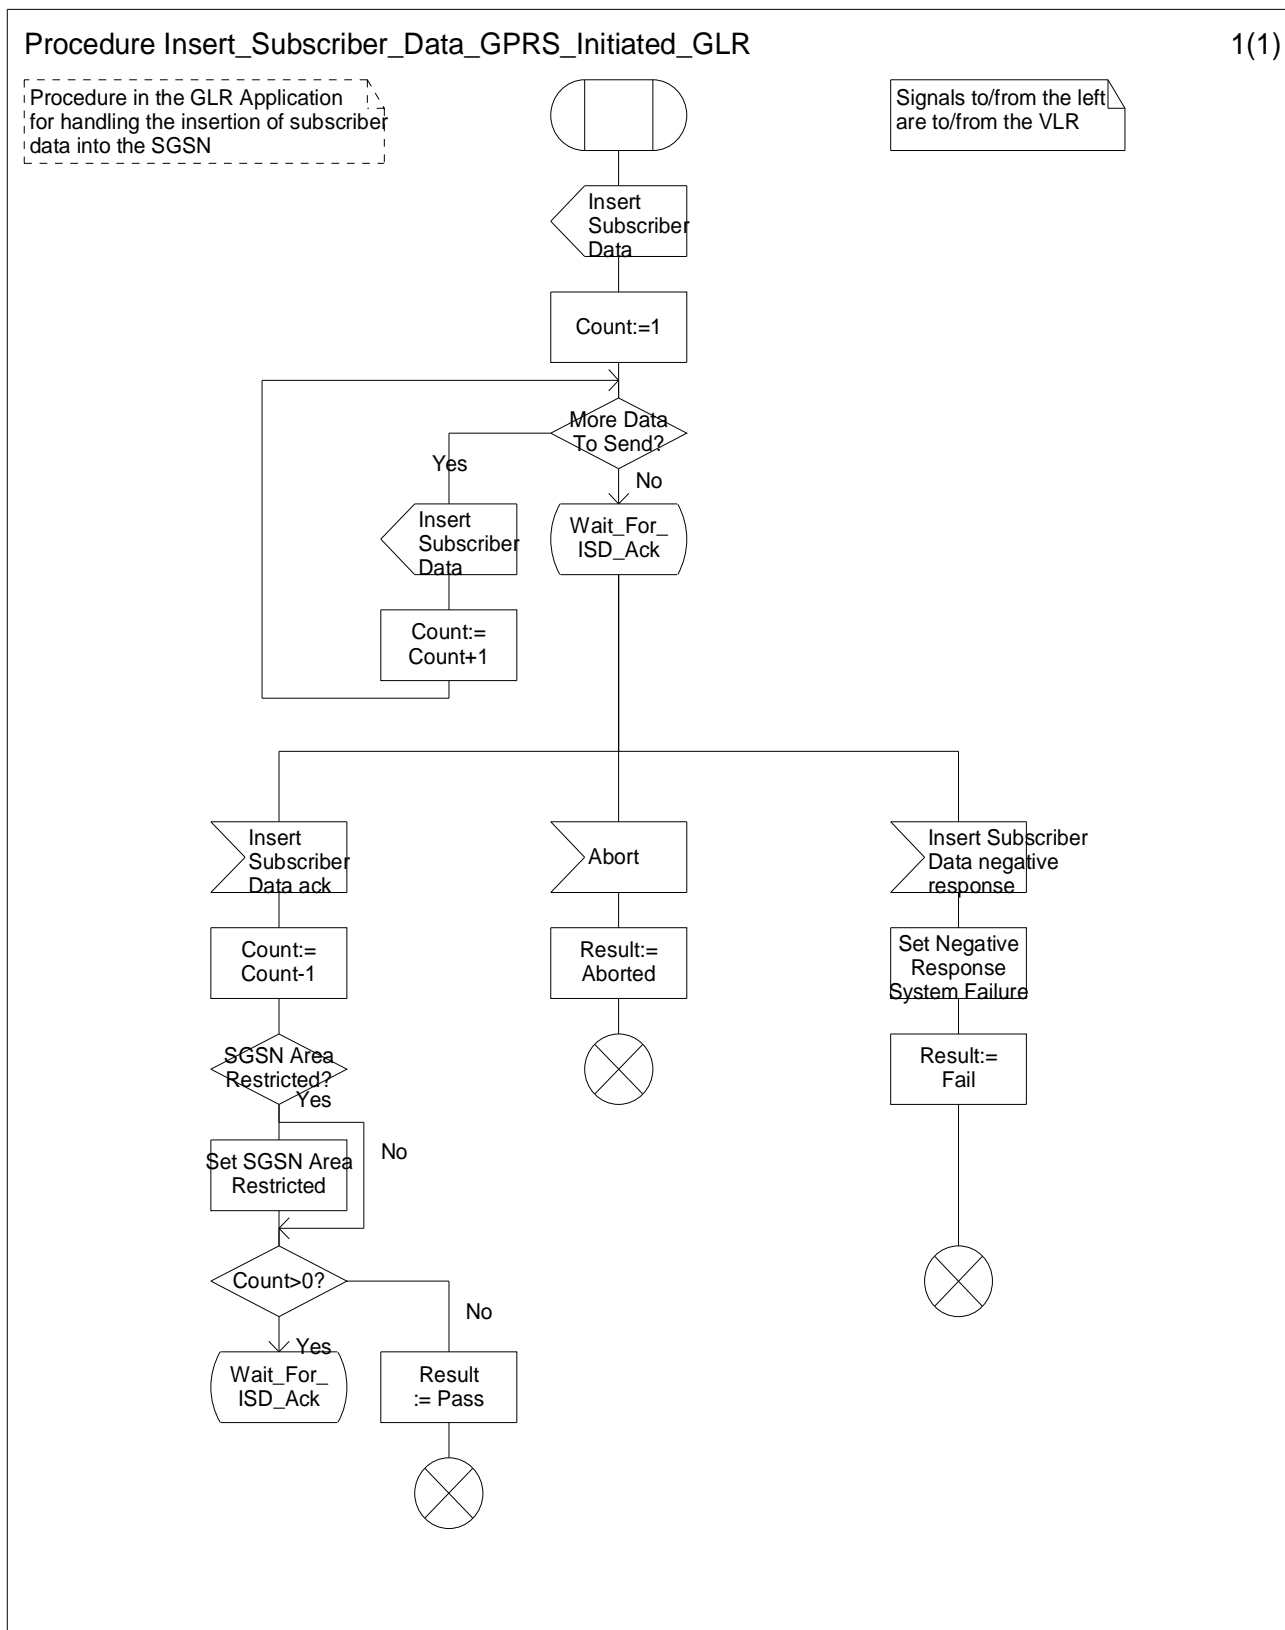 Procedure Insert_Subscriber_Data_GPRS_Initiated_GLR
1(1)
Procedure in the GLR Application
for handling the insertion of subscriber
data into the SGSN
Signals to/from the left
are to/from the VLR
Insert
Subscriber
Data
Count:=1
More Data
To Send?
Yes
No
Insert
Subscriber
Data
Wait_For_
ISD_Ack
Count:=
Count+1
Insert
Subscriber
Data ack
Abort
Insert Subscriber
Data negative
response
Count:=
Count-1
Result:=
Aborted
Set Negative
Response
System Failure
SGSN Area
Restricted?
Yes
Result:=
Fail
No
Set SGSN Area
Restricted
Count>0?
No
Yes
Wait_For_
ISD_Ack
Result
:= Pass